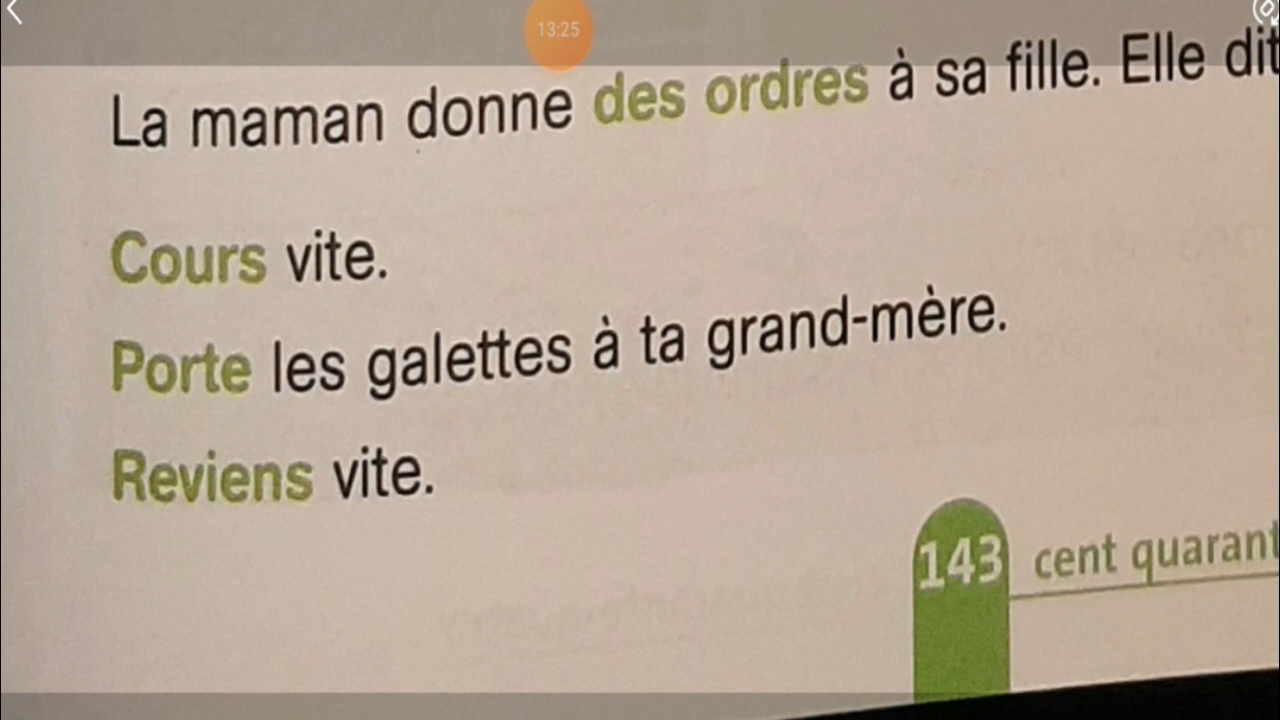 13:25
La maman donne des ordres à sa fille. Elle dit
Cours vite.
Porte les galettes à ta grand-mère.
Reviens vite.
143 cent quarant